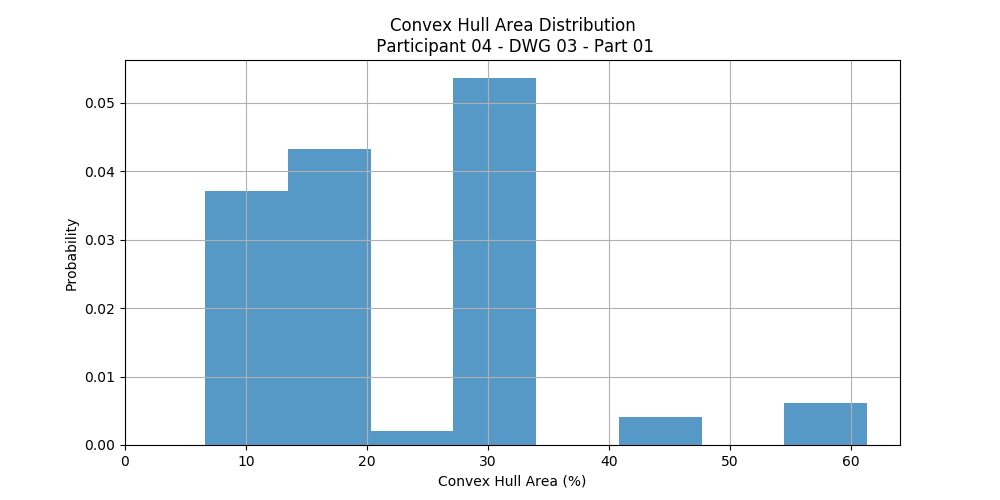 Convex Hull Area Distribution
Participant 04 - DWG 03 - Part 01
0.05
0.04
0.03
0.02
0.01
0.00
Probability
0 10 20 30 40 50 60
Convex Hull Area (%)